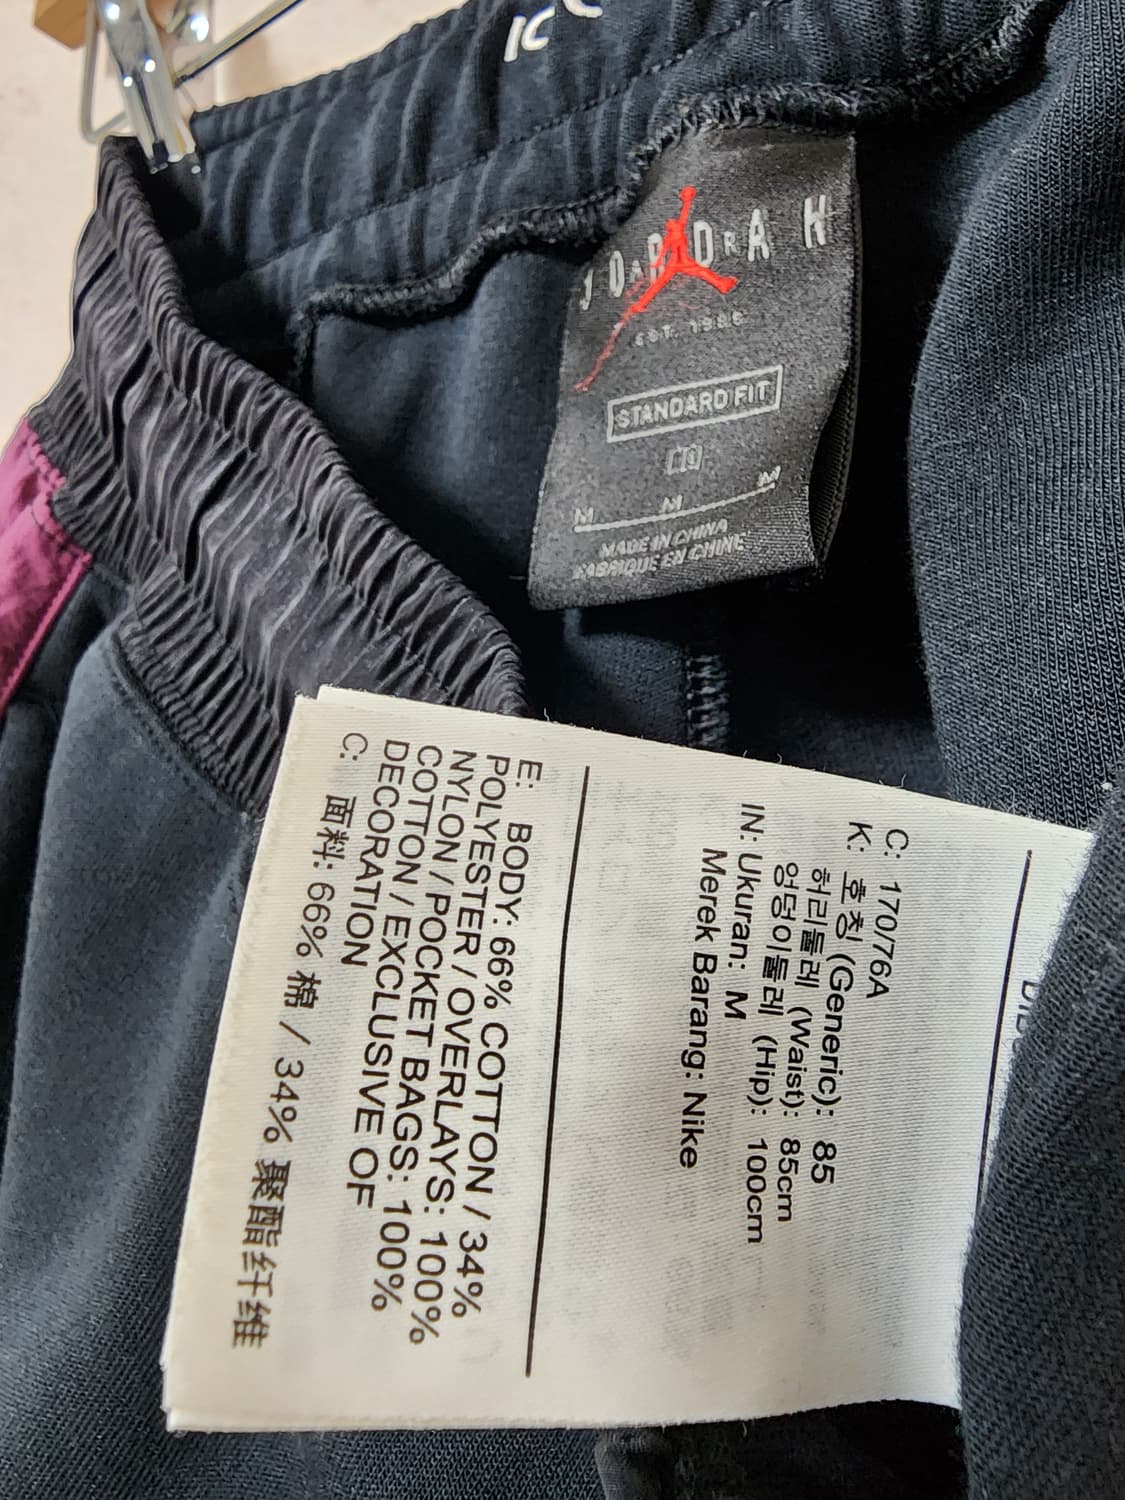 JORDAN
EST. 1985
STANDARD FIT
M
M
M
MADE IN CHINA
FABRIQUE EN CHINE
C: 170/76A
K: 호칭 (Generic): 85
허리둘레 (Waist): 85cm
엉덩이둘레 (Hip): 100cm
IN: Ukuran: M
Merek Barang: Nike
E: BODY: 66% COTTON / 34%
POLYESTER / OVERLAYS: 100%
NYLON / POCKET BAGS: 100%
COTTON / EXCLUSIVE OF
DECORATION
C: 面料: 66% 棉 / 34% 聚酯纤维